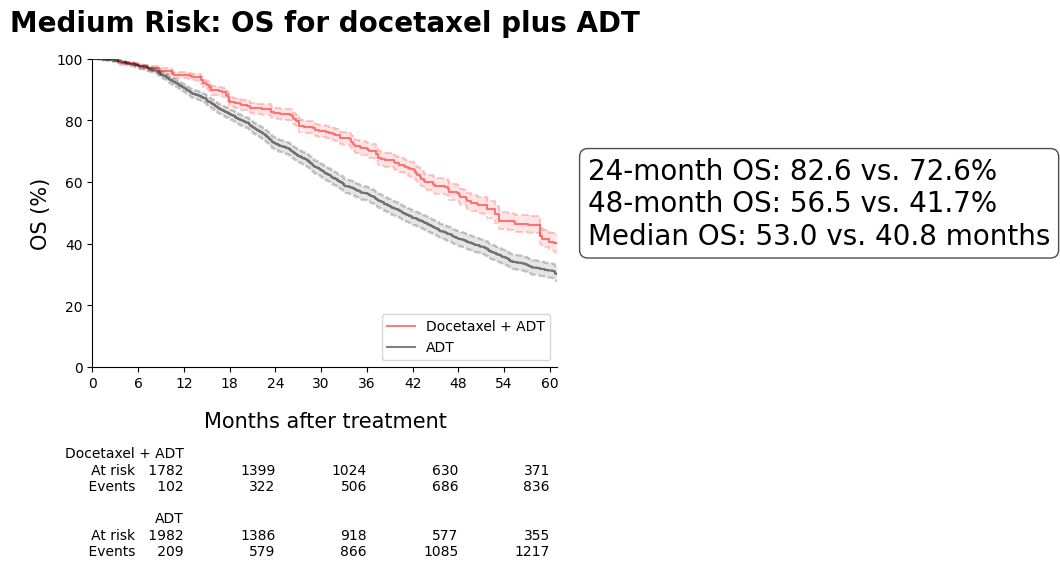 Medium Risk: OS for docetaxel plus ADT
100
80
60
40
20
0
OS (%)
24-month OS: 82.6 vs. 72.6%
48-month OS: 56.5 vs. 41.7%
Median OS: 53.0 vs. 40.8 months
Docetaxel + ADT
ADT
0 6 12 18 24 30 36 42 48 54 60
Months after treatment
Docetaxel + ADT
At risk 1782 1399 1024 630 371
Events 102 322 506 686 836
ADT
At risk 1982 1386 918 577 355
Events 209 579 866 1085 1217